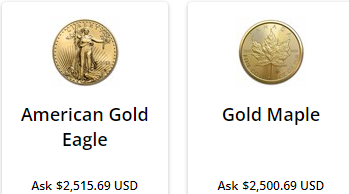 American Gold
Eagle
Ask $2,515.69 USD
Gold Maple
Ask $2,500.69 USD